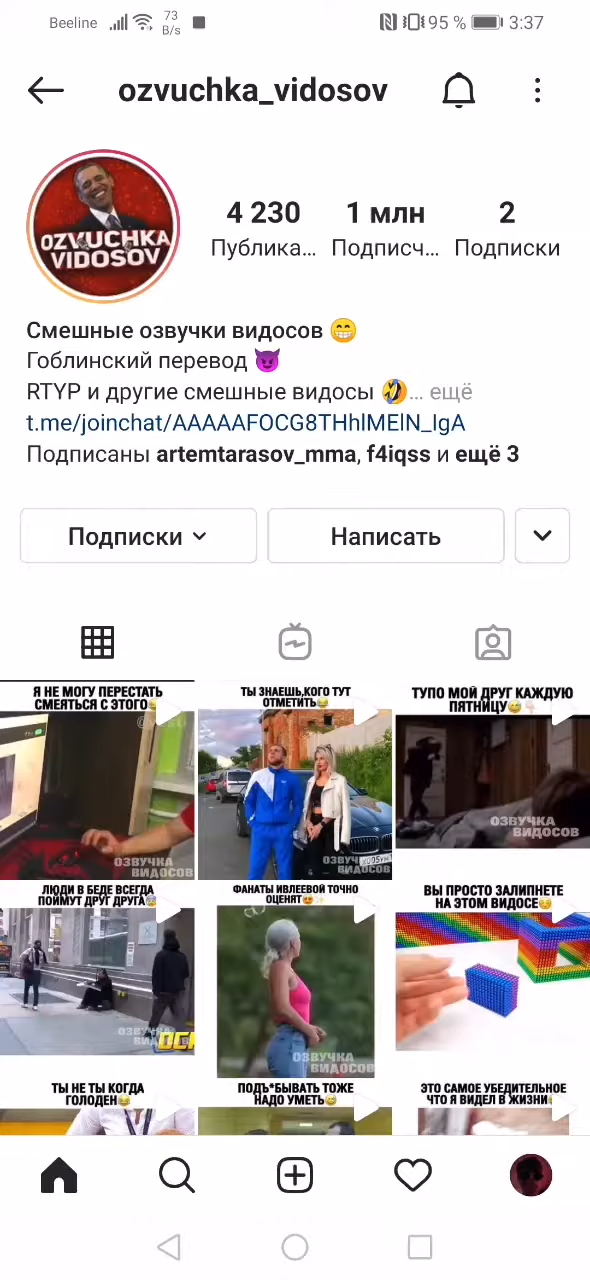 Beeline 73 B/s 95 % 3:37
ozvuchka_vidosov
OZVUCHKA
VIDOSOV
4 230 1 млн 2
Публика... Подписч... Подписки
Смешные озвучки видосов 😁
Гоблинский перевод 😈
RTYP и другие смешные видосы 🤣... ещё
t.me/joinchat/AAAAAFOCG8THhlMElN_IgA
Подписаны artemtarasov_mma, f4iqss и ещё 3
Подписки Написать
Я НЕ МОГУ ПЕРЕСТАТЬ
СМЕЯТЬСЯ С ЭТОГО
ОЗВУЧКА
ВИДОСОВ
ТЫ ЗНАЕШЬ,КОГО ТУТ
ОТМЕТИТЬ😂
ВИДОСОВ
ТУПО МОЙ ДРУГ КАЖДУЮ
ПЯТНИЦУ😅👇🏻
ОЗВУЧКА
ВИДОСОВ
ЛЮДИ В БЕДЕ ВСЕГДА
ПОЙМУТ ДРУГ ДРУГА
ФАНАТЫ ИВЛЕЕВОЙ ТОЧНО
ОЦЕНЯТ😍✨
ОЗВУЧКА
ВИДОСОВ
ВЫ ПРОСТО ЗАЛИПНЕТЕ
НА ЭТОМ ВИДОСЕ
ТЫ НЕ ТЫ КОГДА
ГОЛОДЕН😂
ПОДЪ*БЫВАТЬ ТОЖЕ
НАДО УМЕТЬ😅
ЭТО САМОЕ УБЕДИТЕЛЬНОЕ
ЧТО Я ВИДЕЛ В ЖИЗНИ